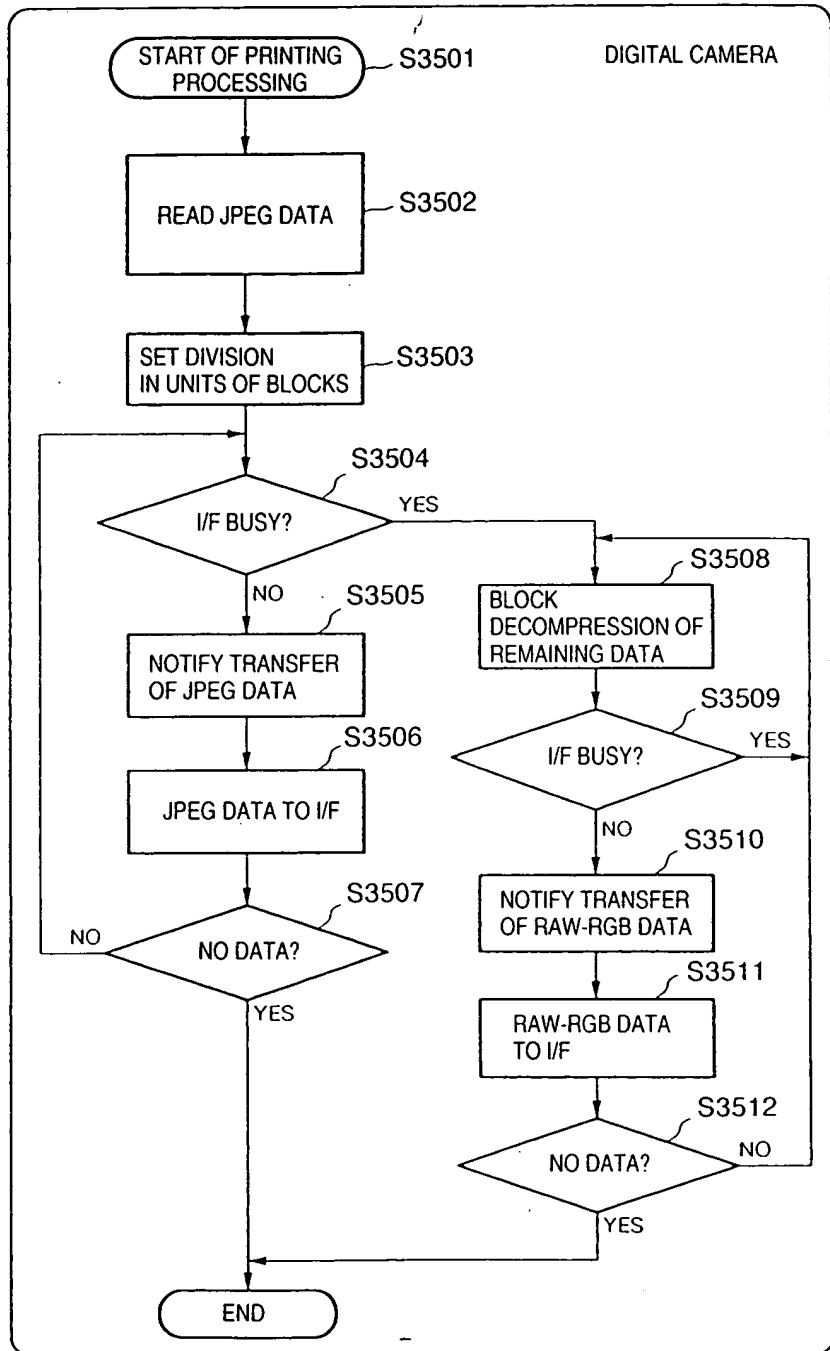 START OF PRINTING
PROCESSING
S3501
DIGITAL CAMERA
READ JPEG DATA
S3502
SET DIVISION
IN UNITS OF BLOCKS
S3503
I/F BUSY?
S3504
YES
NO
NOTIFY TRANSFER
OF JPEG DATA
S3505
JPEG DATA TO I/F
S3506
NO DATA?
S3507
NO
YES
BLOCK
DECOMPRESSION OF
REMAINING DATA
S3508
I/F BUSY?
S3509
YES
NO
NOTIFY TRANSFER
OF RAW-RGB DATA
S3510
RAW-RGB DATA
TO I/F
S3511
NO DATA?
S3512
NO
YES
END